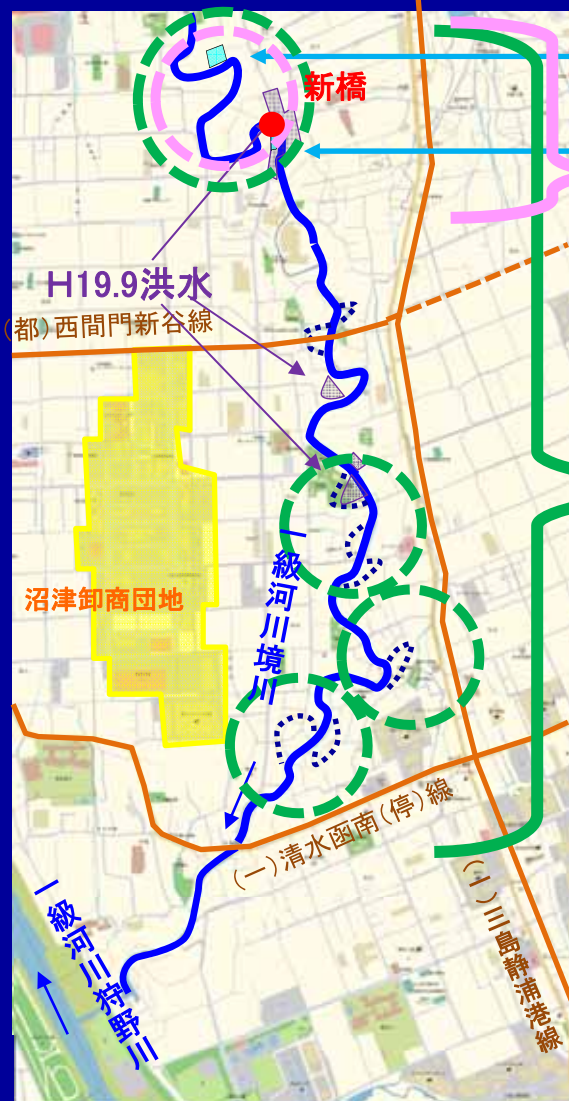 新橋
H19.9洪水
(都)西間門新谷線
沼津卸商団地
一級河川境川
(一)清水函南(停)線
(一)三島静浦港線
一級河川狩野川